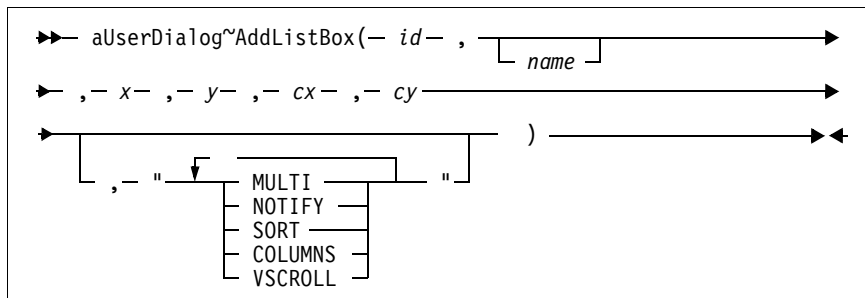 aUserDialog~AddListBox( id ,
name
, x , y , cx , cy
)
, " MULTI "
NOTIFY
SORT
COLUMNS
VSCROLL